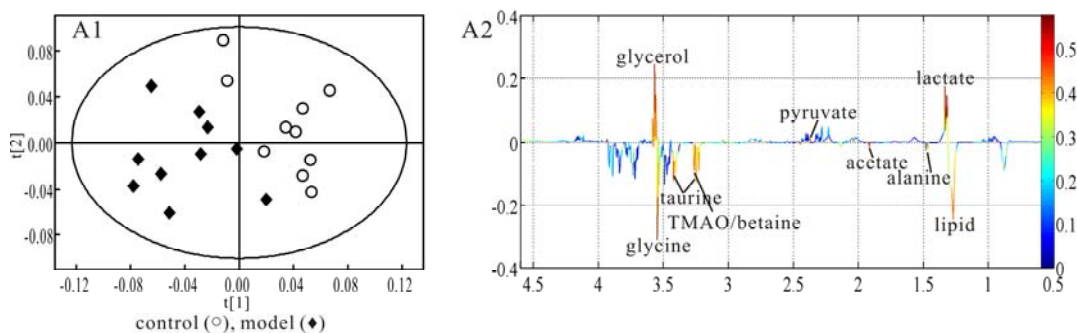 A1
0.08
0.04
0.00
-0.04
-0.08
t[2]
-0.12 -0.08 -0.04 0.00 0.04 0.08 0.12
t[1]
control (○), model (♦)
A2
0.4
0.2
0
-0.2
-0.4
glycerol
lactate
pyruvate
acetate
alanine
taurine
TMAO/betaine
glycine
lipid
4.5 4 3.5 3 2.5 2 1.5 1 0.5
0.5
0.4
0.3
0.2
0.1
0